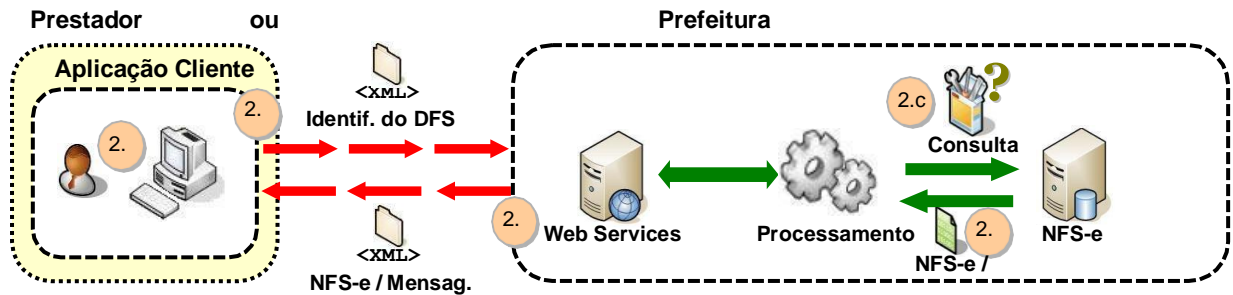 Prestador ou
Prefeitura
Aplicação Cliente
<XML>
2.
Identif. do DFS
2.
2.c
?
Consulta
2.
Web Services
Processamento
2.
NFS-e
NFS-e /
<XML>
NFS-e / Mensag.